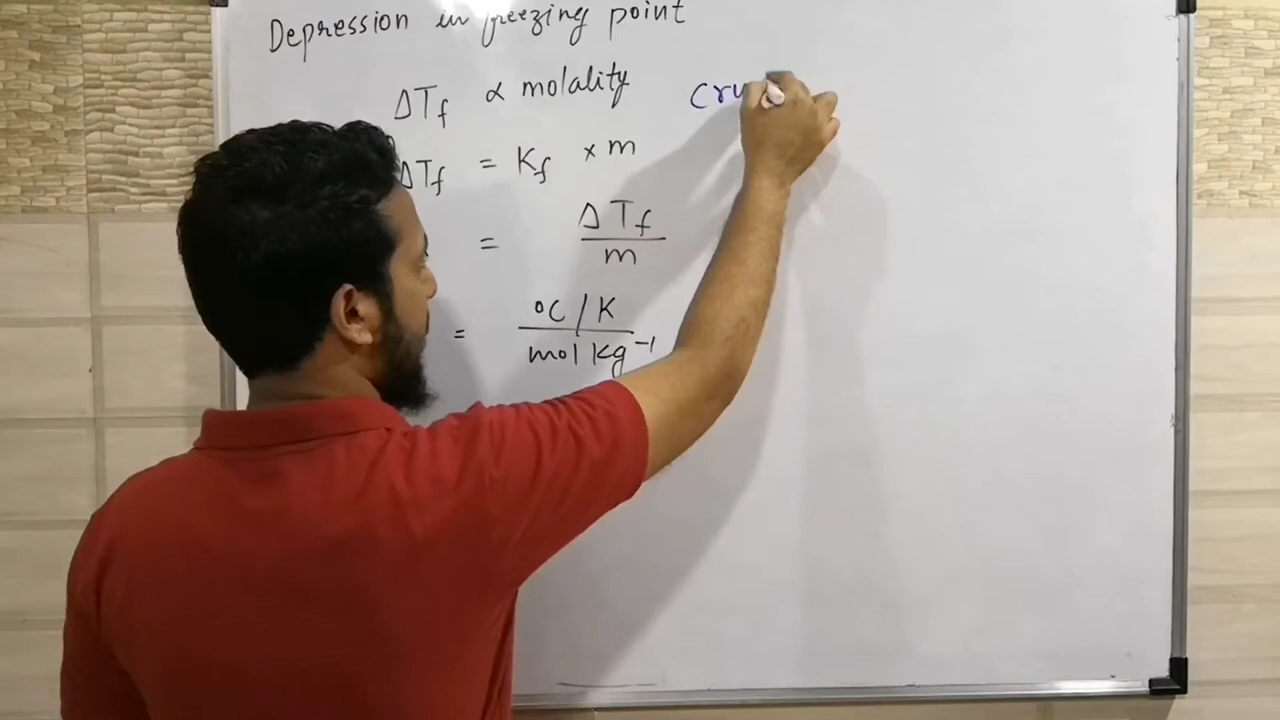 Depression in freezing point
ΔTf ∝ molality
ΔTf = Kf × m
= ΔTf / m
= °C / K / mol kg⁻¹